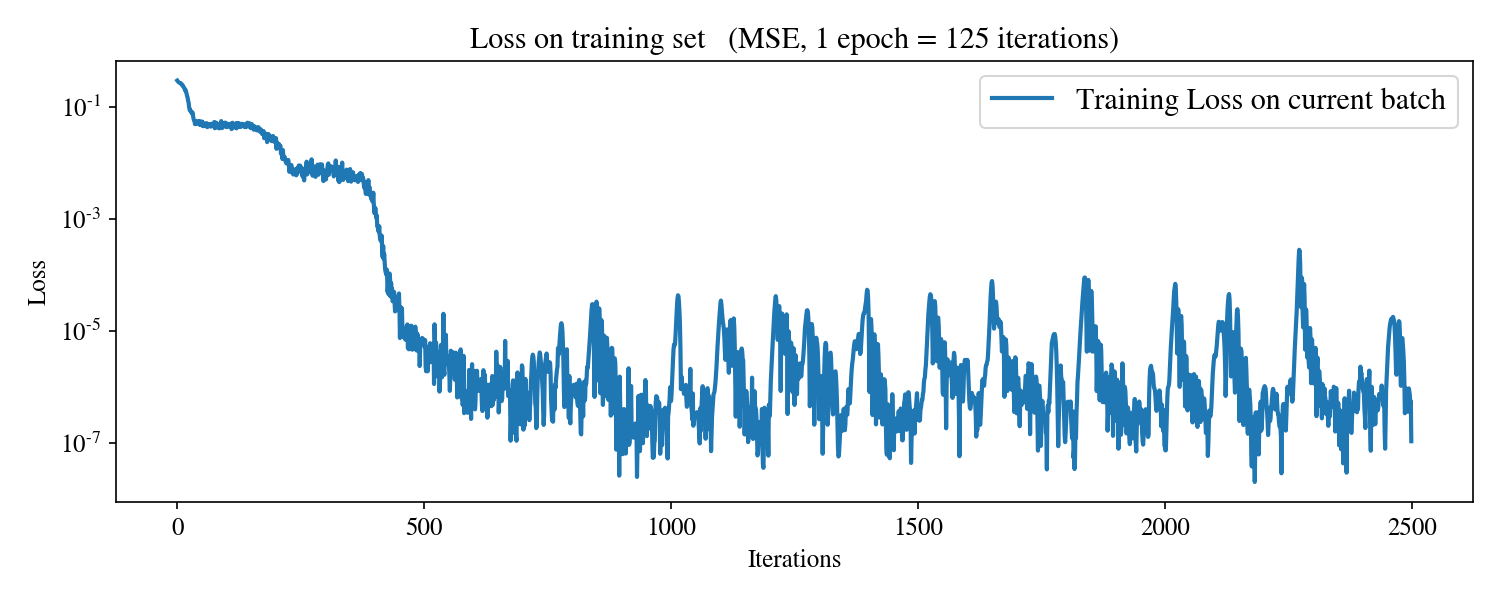 Loss on training set (MSE, 1 epoch = 125 iterations)
Training Loss on current batch
Loss
10⁻¹
10⁻³
10⁻⁵
10⁻⁷
0 500 1000 1500 2000 2500
Iterations